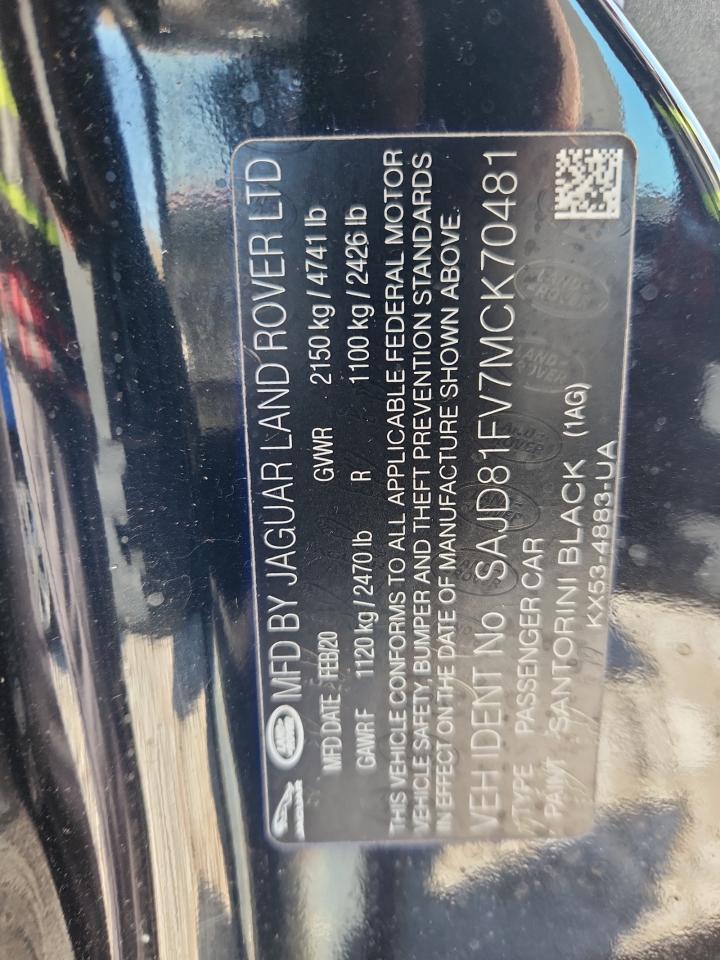 JAGUAR LAND ROVER MFD BY JAGUAR LAND ROVER LTD
MFD DATE FEB/20 GVWR 2150 kg / 4741 lb
GAWR F 1120 kg / 2470 lb R 1100 kg / 2426 lb
THIS VEHICLE CONFORMS TO ALL APPLICABLE FEDERAL MOTOR
VEHICLE SAFETY, BUMPER AND THEFT PREVENTION STANDARDS
IN EFFECT ON THE DATE OF MANUFACTURE SHOWN ABOVE.
VEH IDENT No. SAJD81FV7MCK70481
TYPE PASSENGER CAR
PAINT SANTORINI BLACK (1AG)
KX53-4883-UA